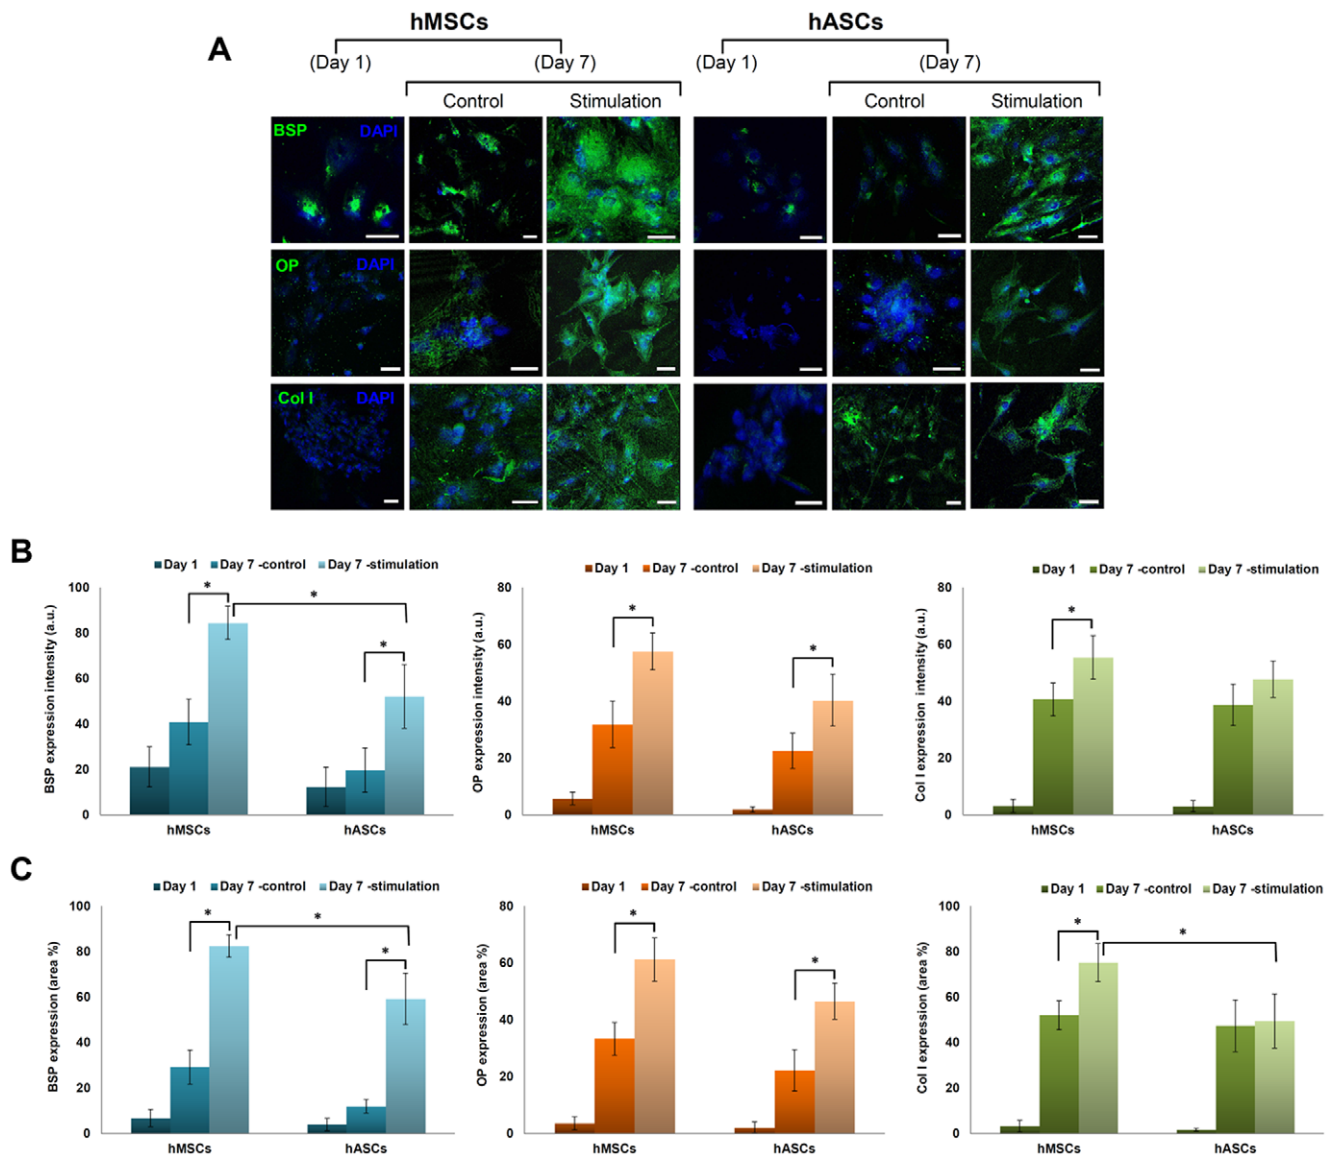 hMSCs hASCs
A (Day 1) (Day 7) (Day 1) (Day 7)
Control Stimulation Control Stimulation
BSP DAPI
OP DAPI
Col I DAPI
B
Day 1 Day 7 -control Day 7 -stimulation
BSP expression intensity (a.u.)
100
80
60
40
20
0
* * *
hMSCs hASCs
Day 1 Day 7 -control Day 7 -stimulation
OP expression intensity (a.u.)
80
60
40
20
0
* *
hMSCs hASCs
Day 1 Day 7 -control Day 7 -stimulation
Col I expression intensity (a.u.)
80
60
40
20
0
*
hMSCs hASCs
C
Day 1 Day 7 -control Day 7 -stimulation
BSP expression (area %)
100
80
60
40
20
0
* * *
hMSCs hASCs
Day 1 Day 7 -control Day 7 -stimulation
OP expression (area %)
80
60
40
20
0
* *
hMSCs hASCs
Day 1 Day 7 -control Day 7 -stimulation
Col I expression (area %)
100
80
60
40
20
0
* *
hMSCs hASCs